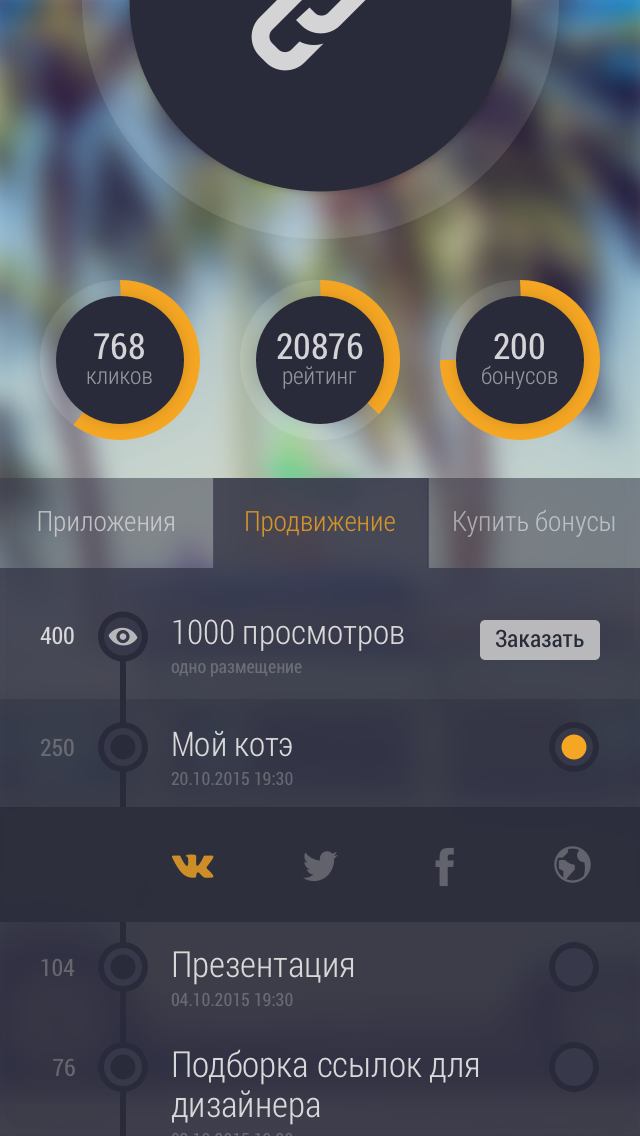 768
кликов
20876
рейтинг
200
бонусов
Приложения
Продвижение
Купить бонусы
400
1000 просмотров
одно размещение
Заказать
250
Мой котэ
20.10.2015 19:30
104
Презентация
04.10.2015 19:30
76
Подборка ссылок для
дизайнера